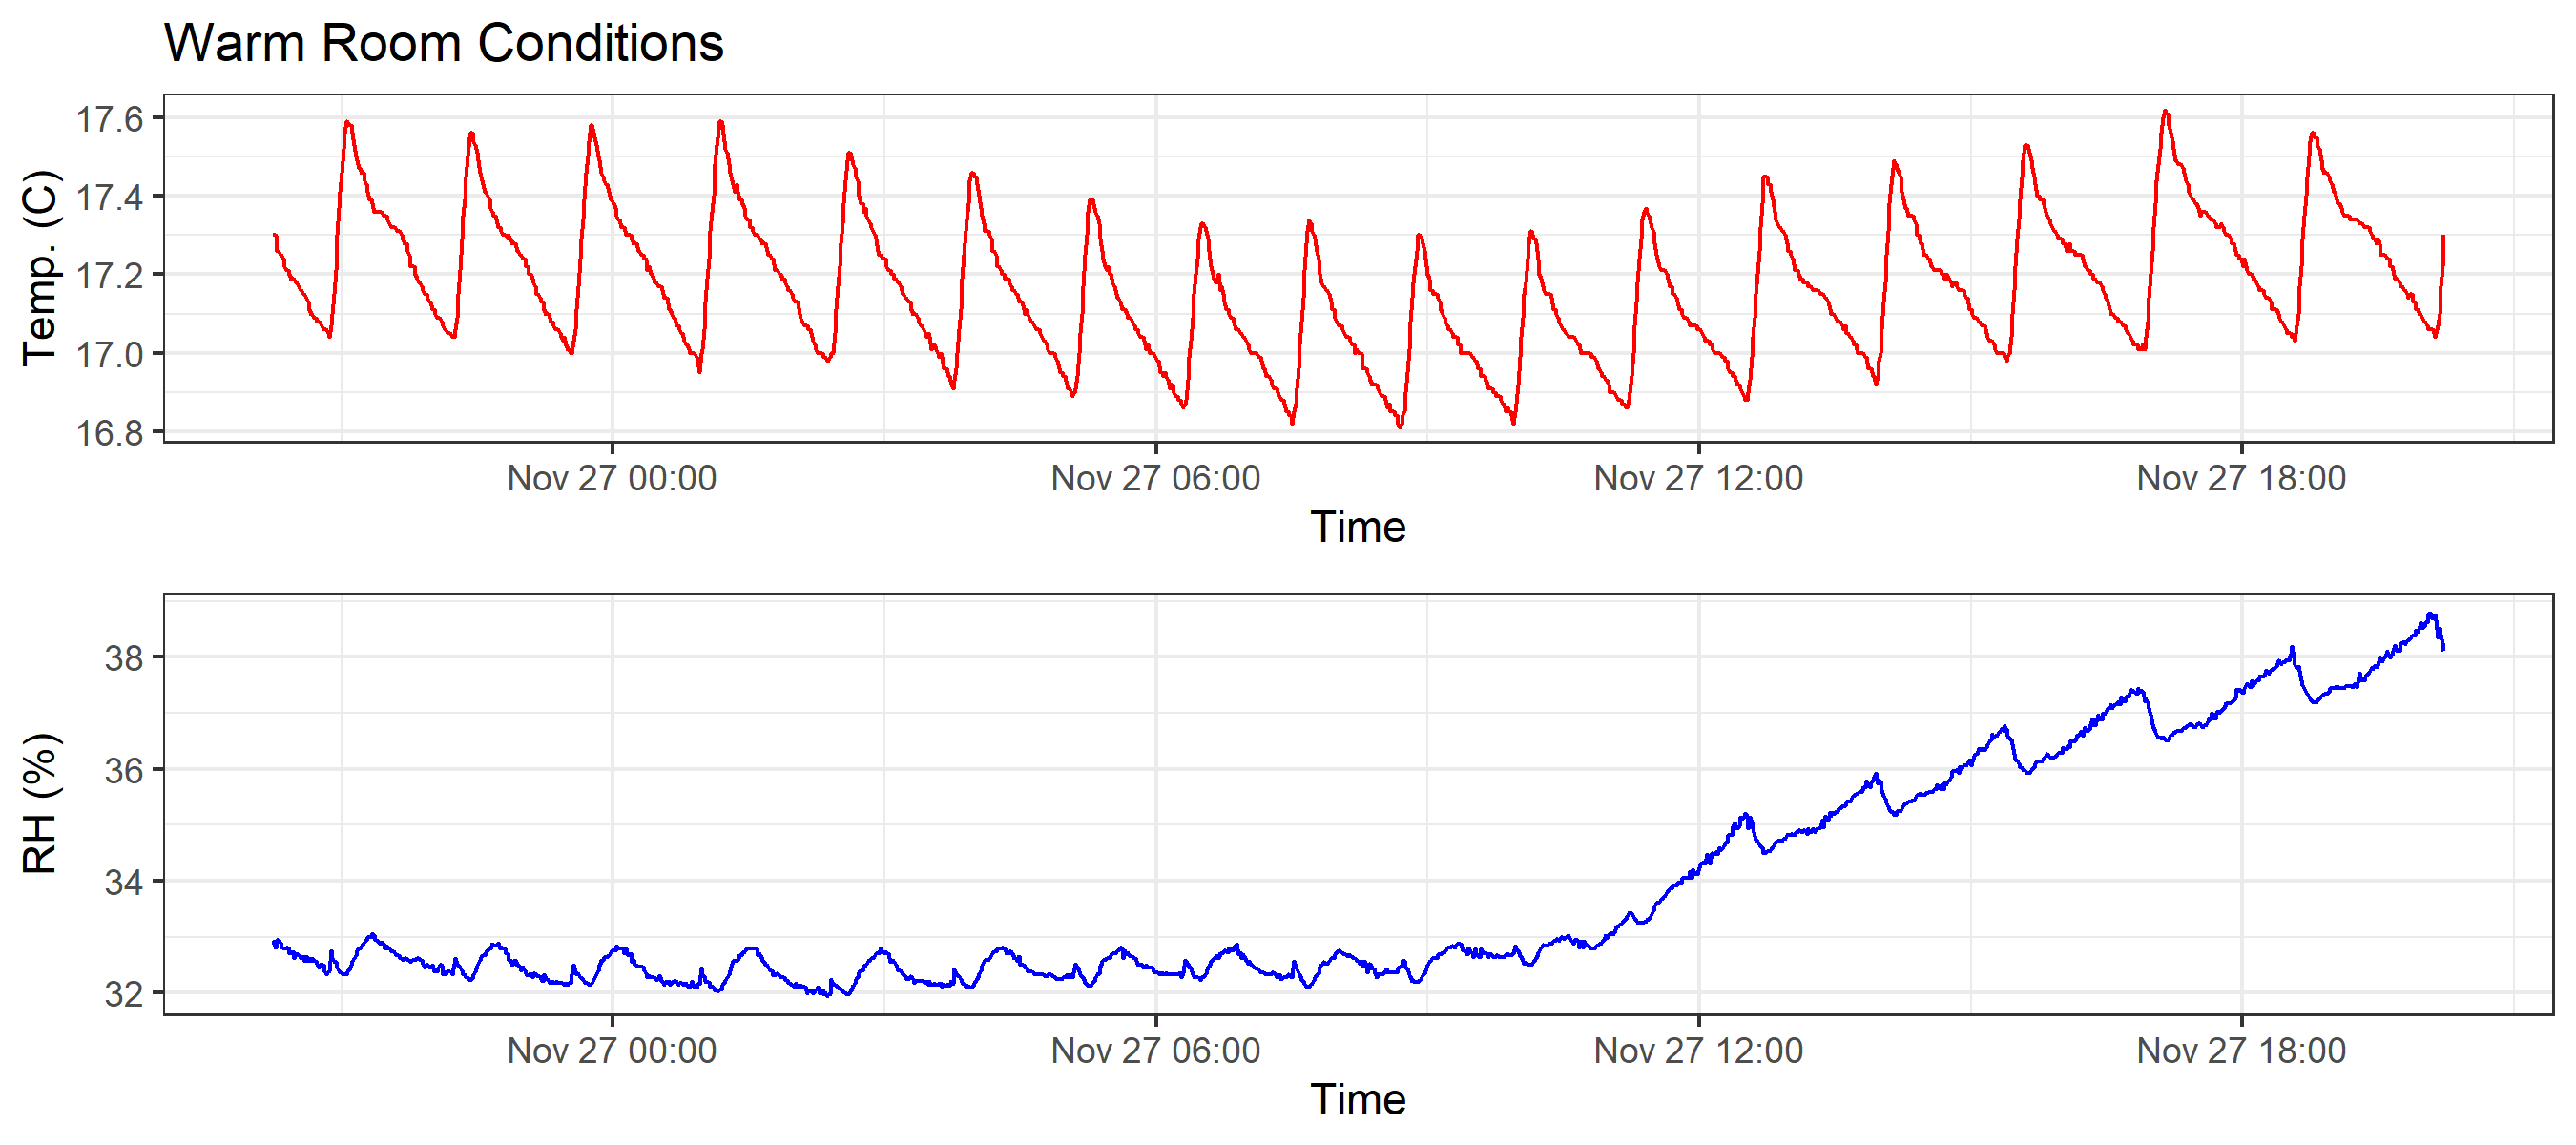 Warm Room Conditions
17.6
17.4
17.2
17.0
16.8
Temp. (C)
Nov 27 00:00 Nov 27 06:00 Nov 27 12:00 Nov 27 18:00
Time
38
36
34
32
RH (%)
Nov 27 00:00 Nov 27 06:00 Nov 27 12:00 Nov 27 18:00
Time